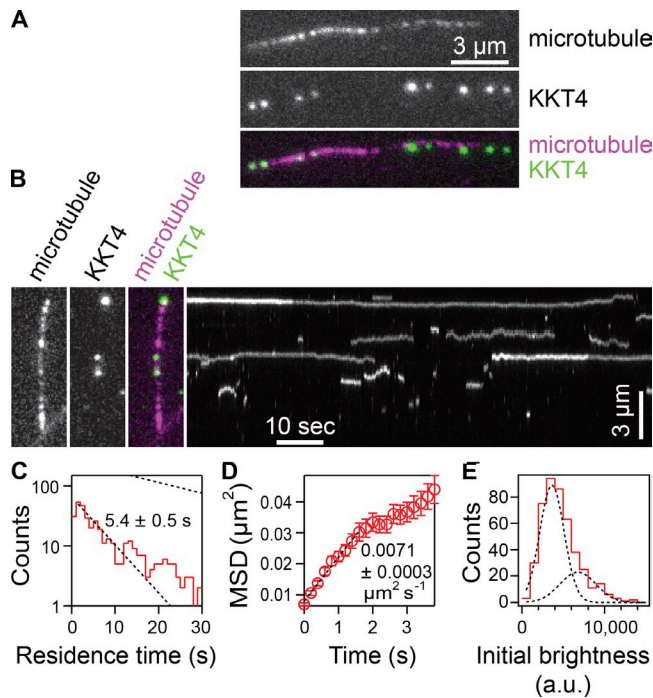 A
3 µm
microtubule
KKT4
microtubule
KKT4
B
microtubule
KKT4
microtubule
KKT4
10 sec
3 µm
C
100
10
1
Counts
5.4 ± 0.5 s
0 10 20 30
Residence time (s)
D
0.04
0.03
0.02
0.01
MSD (µm²)
0.0071
± 0.0003
µm² s⁻¹
0 1 2 3
Time (s)
E
80
60
40
20
0
Counts
0 10,000
Initial brightness
(a.u.)